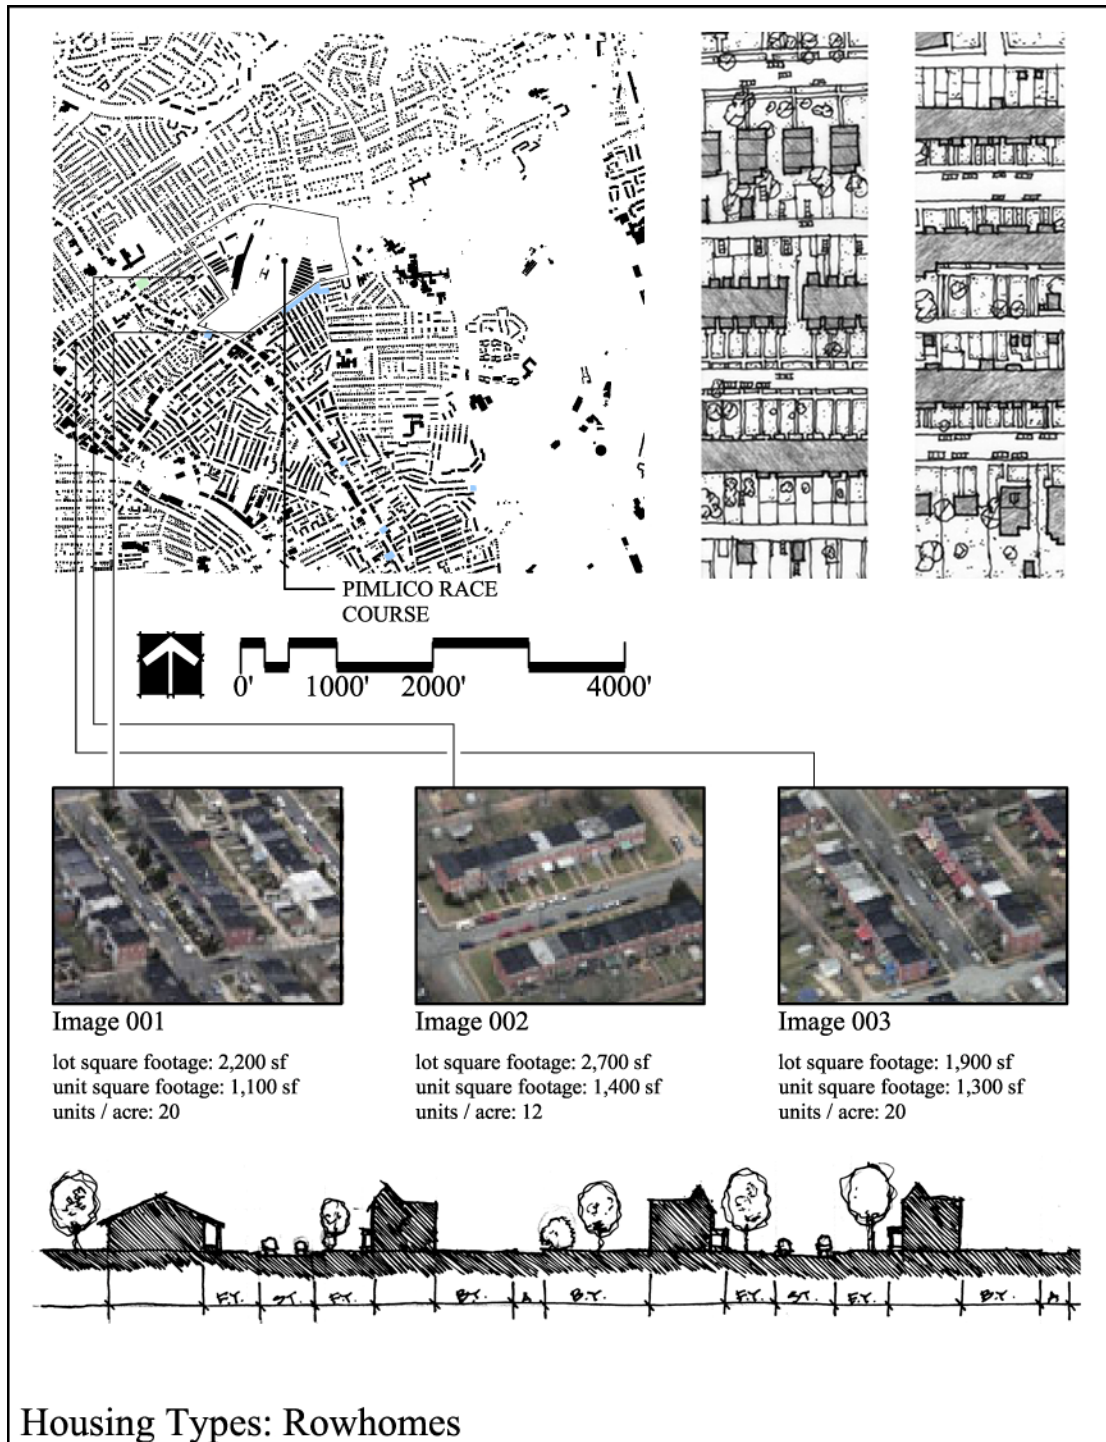 PIMLICO RACE
COURSE
0' 1000' 2000' 4000'
Image 001
lot square footage: 2,200 sf
unit square footage: 1,100 sf
units / acre: 20
Image 002
lot square footage: 2,700 sf
unit square footage: 1,400 sf
units / acre: 12
Image 003
lot square footage: 1,900 sf
unit square footage: 1,300 sf
units / acre: 20
F.Y. ST. F.Y. B.Y. A B.Y. F.Y. ST. F.Y. B.Y. A
Housing Types: Rowhomes